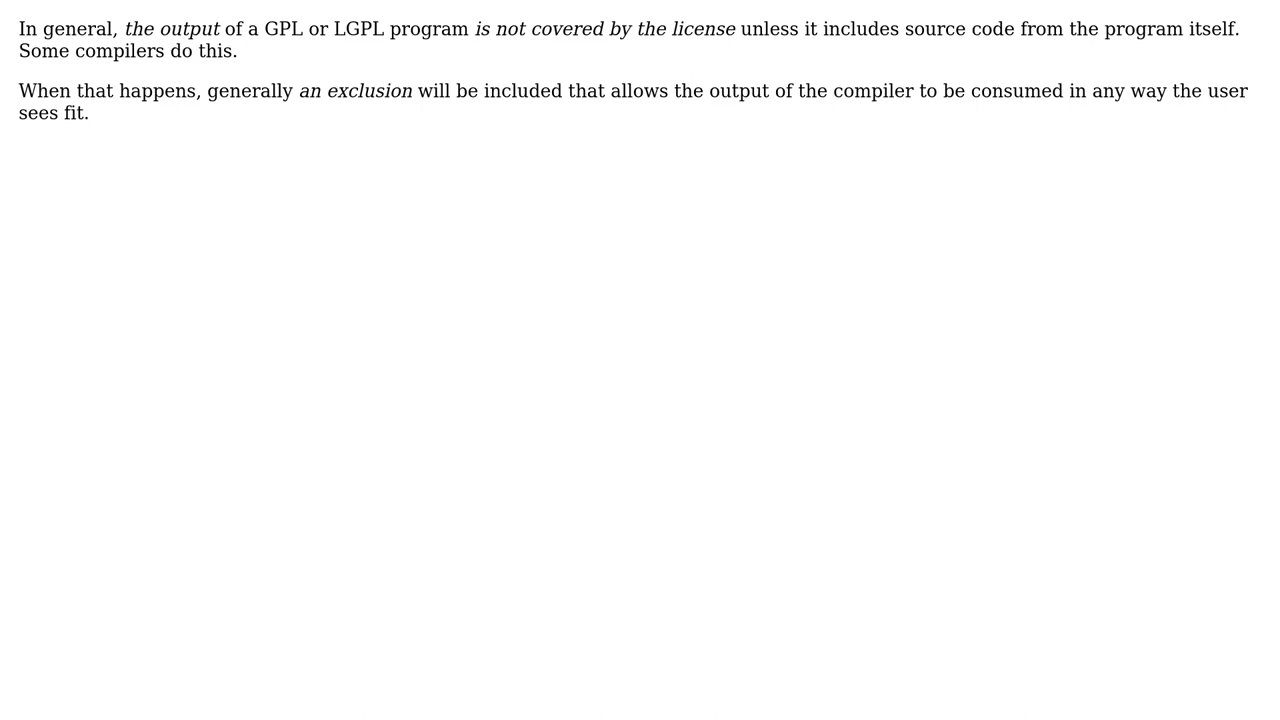 In general, the output of a GPL or LGPL program is not covered by the license unless it includes source code from the program itself.
Some compilers do this.
When that happens, generally an exclusion will be included that allows the output of the compiler to be consumed in any way the user
sees fit.